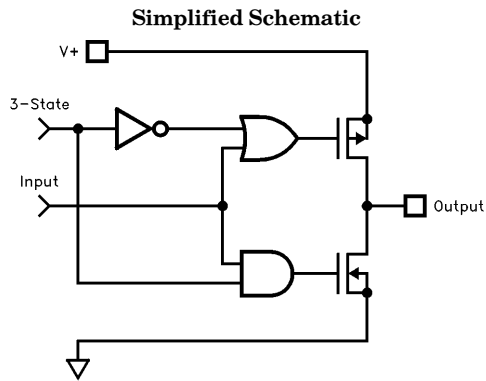 Simplified Schematic
V+
3-State
Input
Output